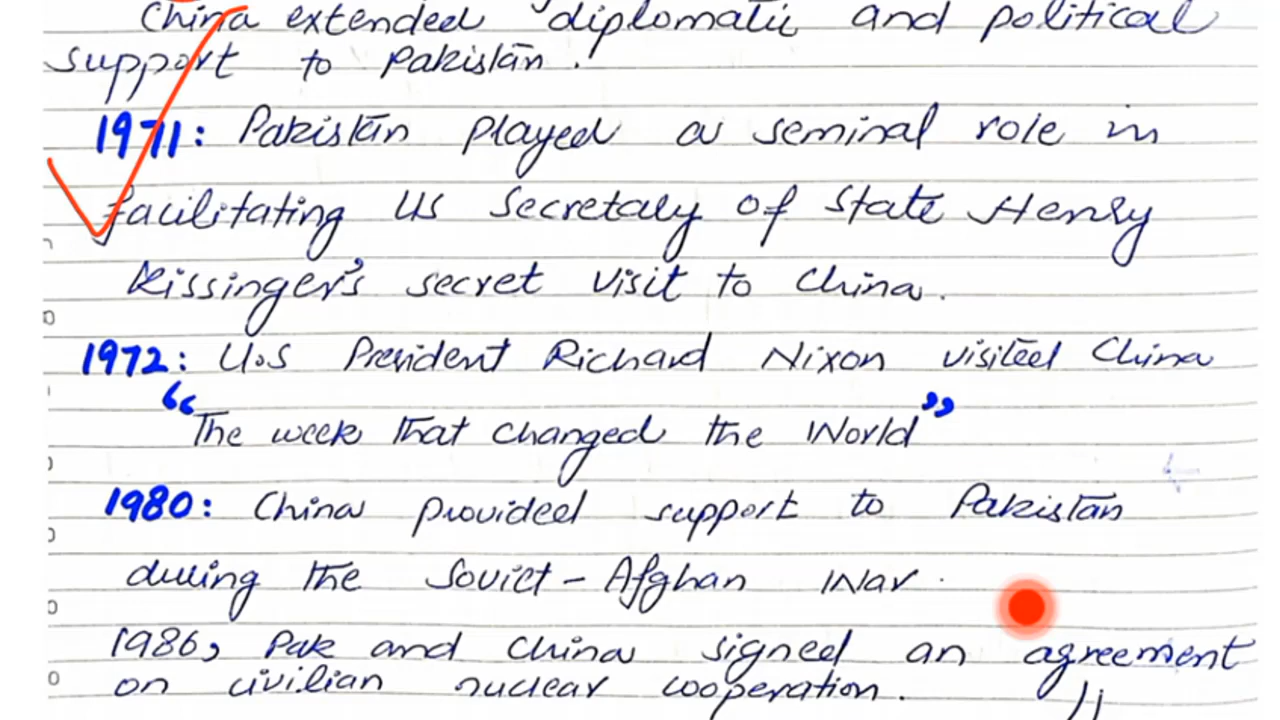 China extended diplomatic and political
support to Pakistan.
1971: Pakistan played a seminal role in
facilitating US Secretary of State Henry
Kissinger's secret visit to China.
1972: U.S President Richard Nixon visited China
“The week that changed the World”
1980: China provided support to Pakistan
during the Soviet-Afghan War.
1986, Pak and China signed an agreement
on civilian nuclear cooperation.